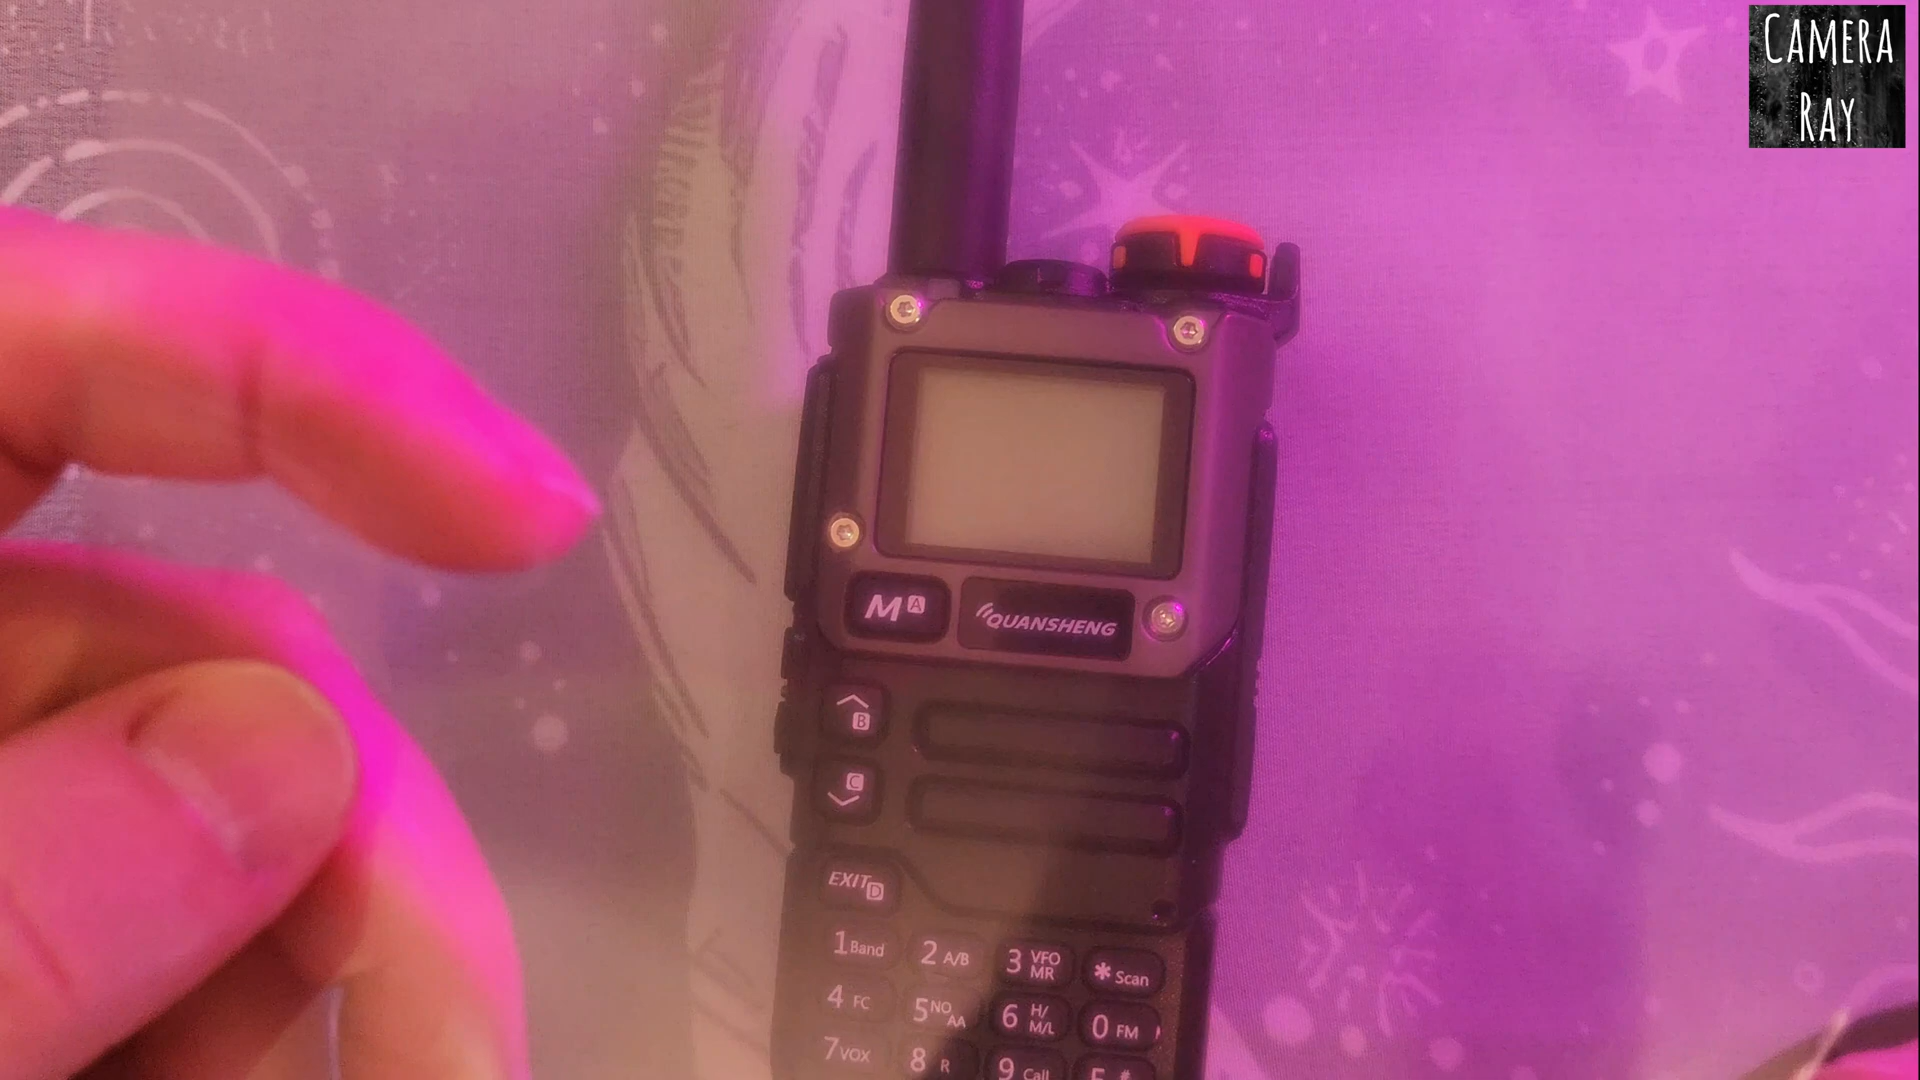 CAMERA
RAY
M A
QUANSHENG
B
C
EXIT D
1 Band 2 A/B 3 VFO MR * Scan
4 FC 5 NO AA 6 H/ M/L 0 FM
7 VOX 8 R 9 Call F #